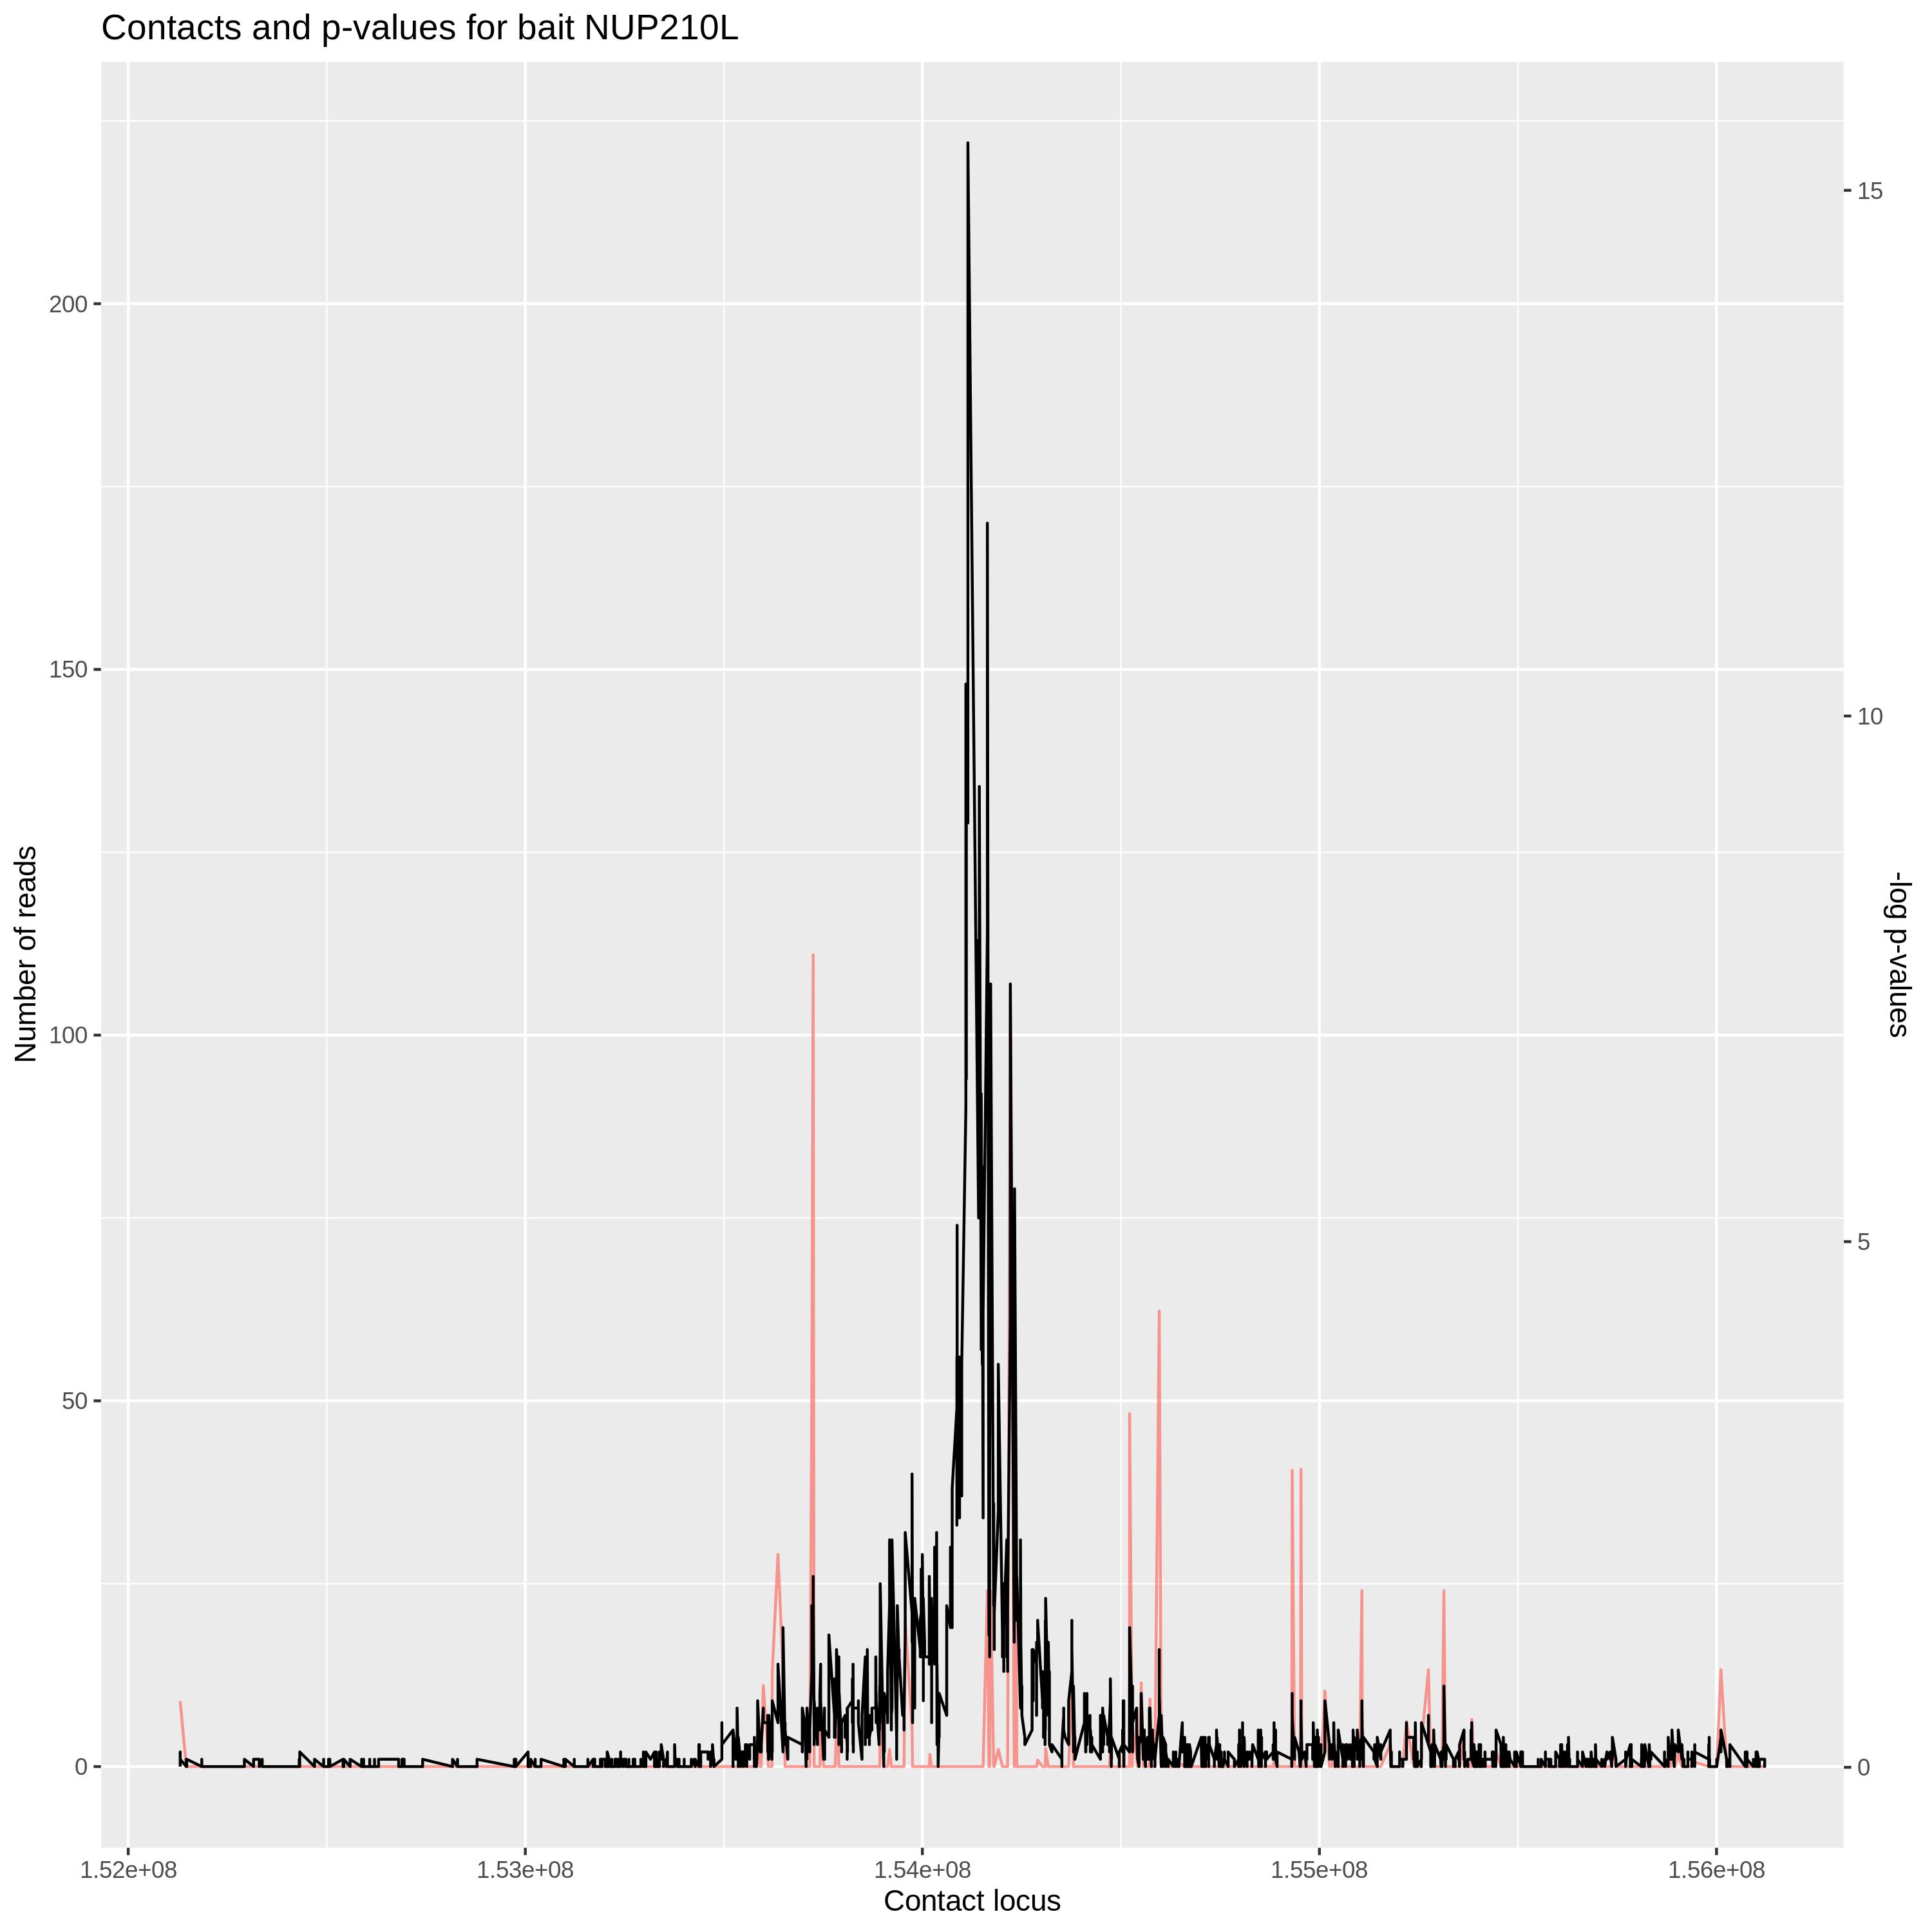 Contacts and p-values for bait NUP210L
15
200
150
10
Number of reads
-log p-values
100
5
50
0
0
1.52e+08
1.53e+08
1.54e+08
1.55e+08
1.56e+08
Contact locus